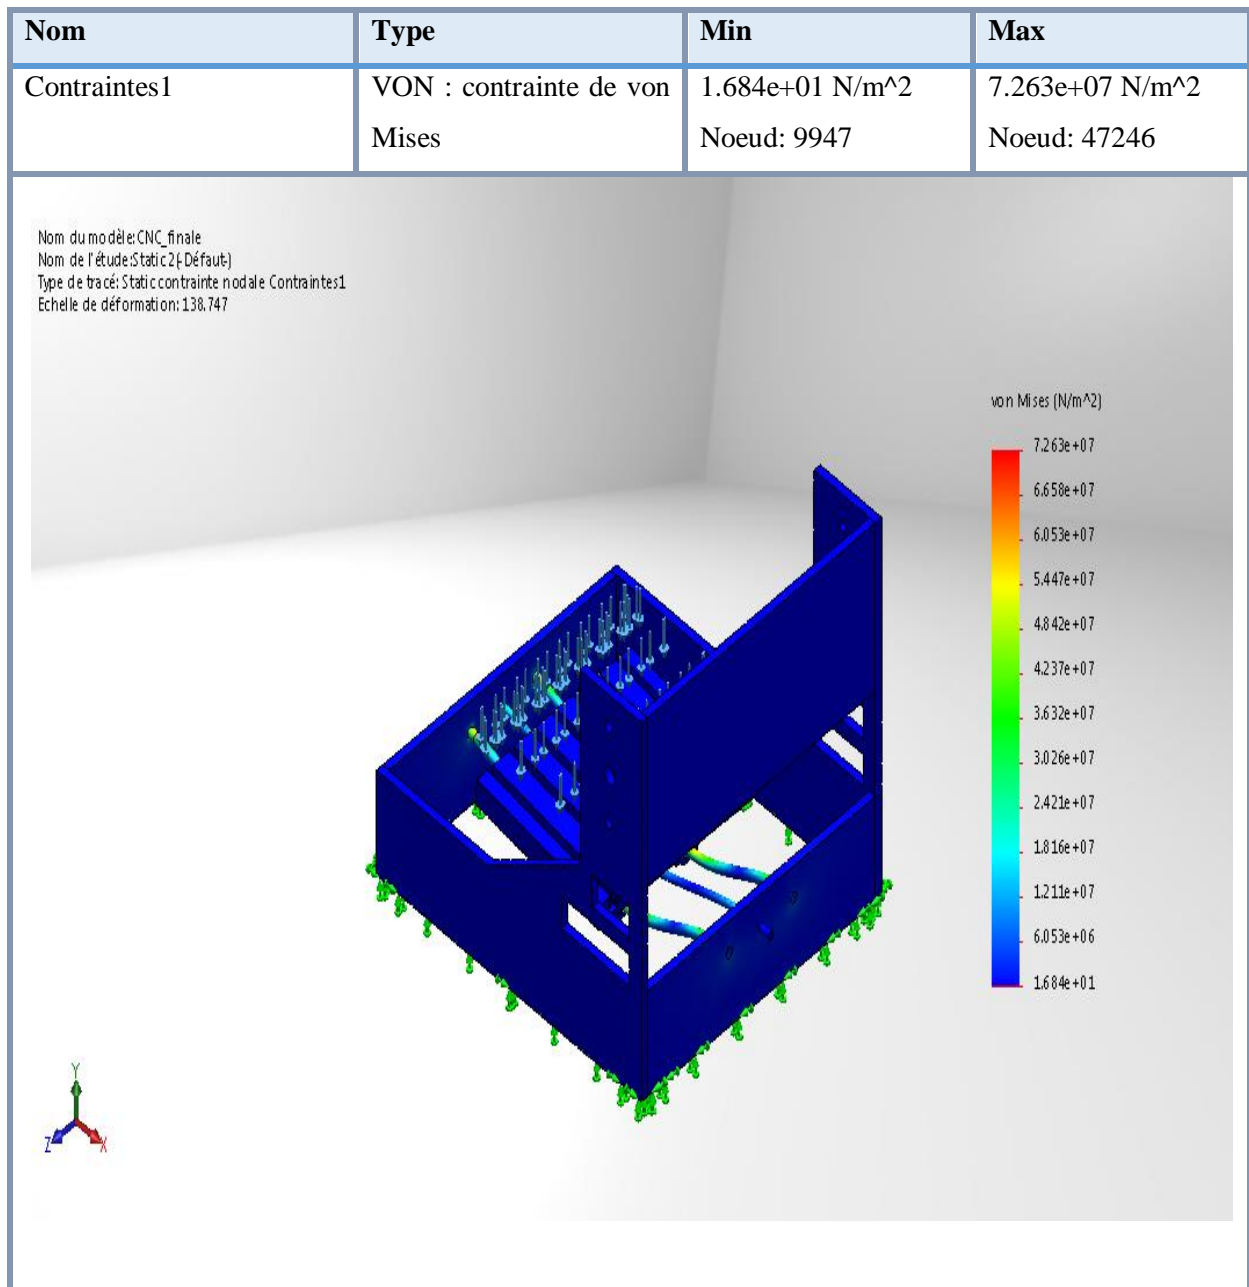 Nom Type Min Max
Contraintes1 VON : contrainte de von 1.684e+01 N/m^2 7.263e+07 N/m^2
Mises Noeud: 9947 Noeud: 47246
Nom du modèle:CNC_finale
Nom de l'étude:Static 2(-Défaut-)
Type de tracé: Static contrainte nodale Contraintes1
Echelle de déformation: 138.747
von Mises (N/m^2)
7.263e+07
6.658e+07
6.053e+07
5.447e+07
4.842e+07
4.237e+07
3.632e+07
3.026e+07
2.421e+07
1.816e+07
1.211e+07
6.053e+06
1.684e+01
Y
Z X